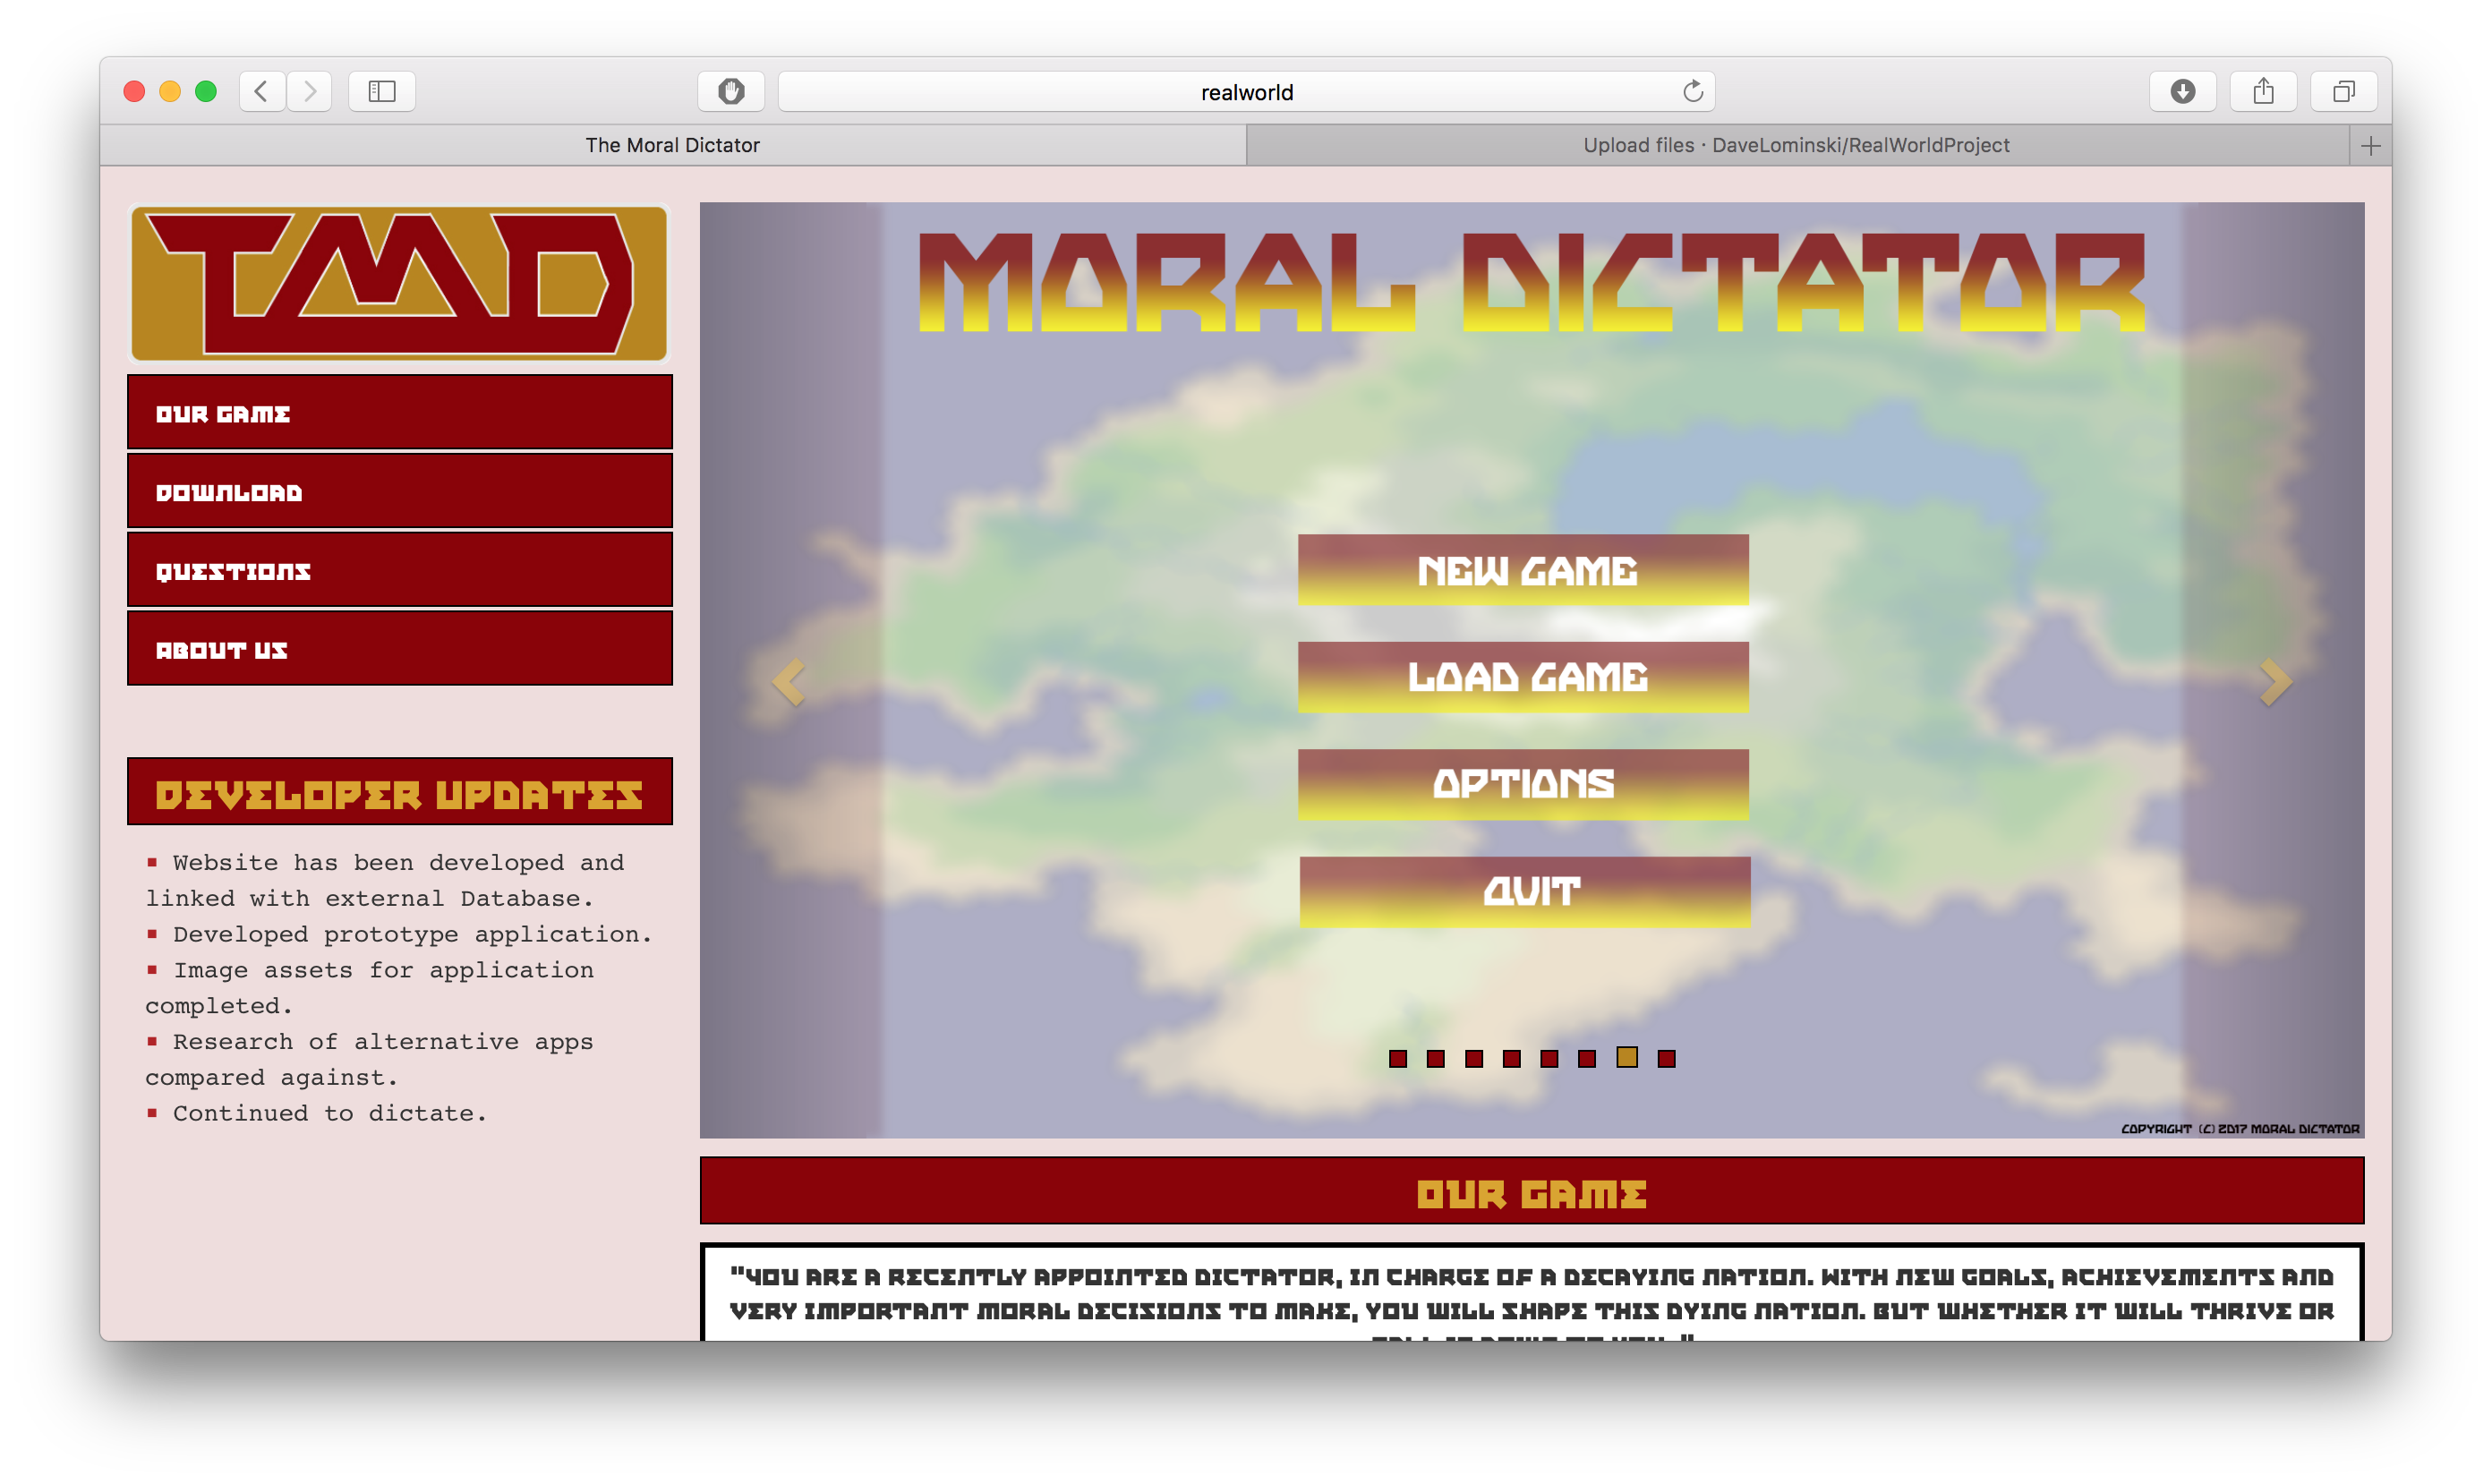 realworld
The Moral Dictator
Upload files · DaveLominski/RealWorldProject
TMD
OUR GAME
DOWNLOAD
QUESTIONS
ABOUT US
DEVELOPER UPDATES
Website has been developed and
linked with external Database.
Developed prototype application.
Image assets for application
completed.
Research of alternative apps
compared against.
Continued to dictate.
MORAL DICTATOR
NEW GAME
LOAD GAME
OPTIONS
QUIT
COPYRIGHT (C) 2017 MORAL DICTATOR
OUR GAME
"YOU ARE A RECENTLY APPOINTED DICTATOR, IN CHARGE OF A DECAYING NATION. WITH NEW GOALS, ACHIEVEMENTS AND
VERY IMPORTANT MORAL DECISIONS TO MAKE, YOU WILL SHAPE THIS DYING NATION. BUT WHETHER IT WILL THRIVE OR